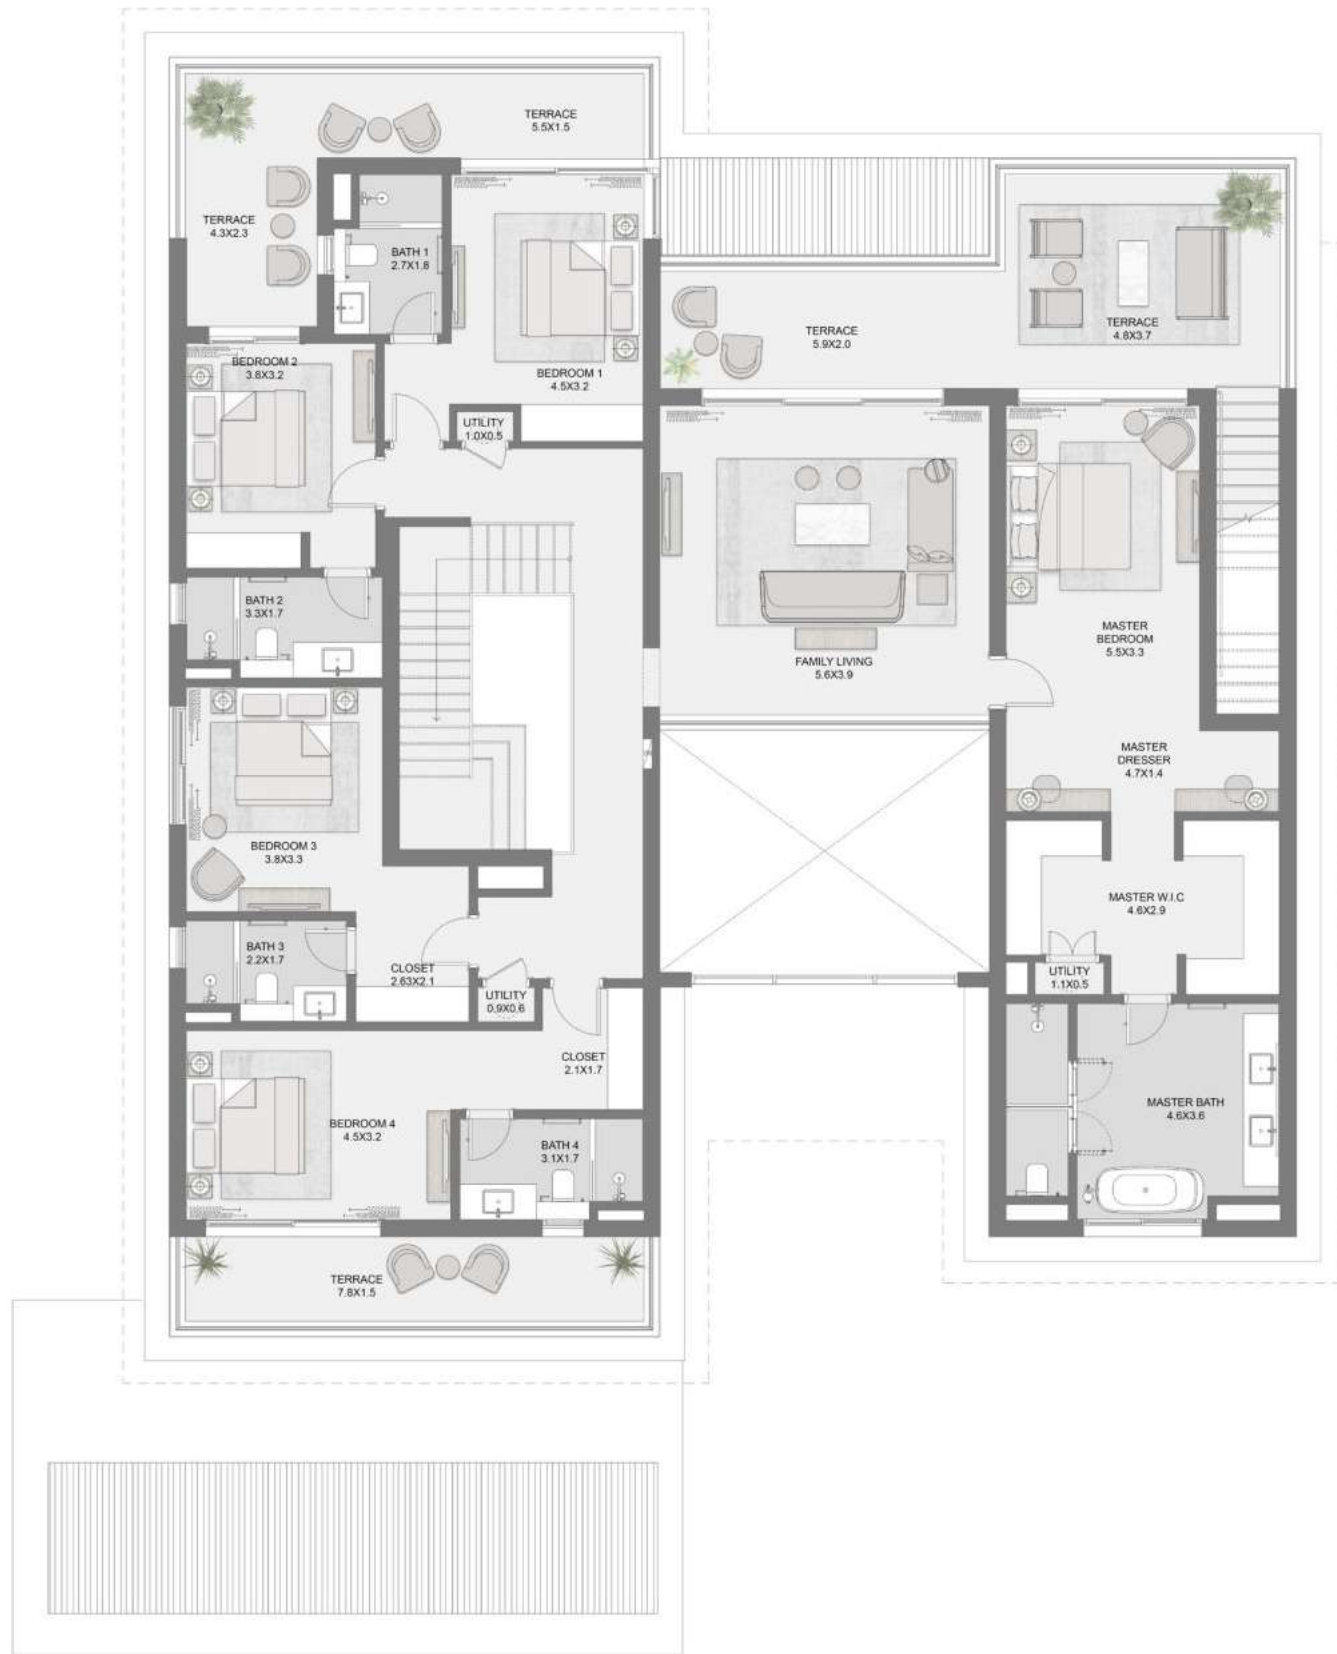 TERRACE
5.5X1.5
TERRACE
4.3X2.3
BATH 1
2.7X1.8
BEDROOM 1
4.5X3.2
BEDROOM 2
3.8X3.2
UTILITY
1.0X0.5
TERRACE
5.9X2.0
TERRACE
4.8X3.7
BATH 2
3.3X1.7
FAMILY LIVING
5.6X3.9
MASTER
BEDROOM
5.5X3.3
MASTER
DRESSER
4.7X1.4
BEDROOM 3
3.8X3.3
MASTER W.I.C
4.6X2.9
BATH 3
2.2X1.7
CLOSET
2.63X2.1
UTILITY
0.9X0.6
UTILITY
1.1X0.5
CLOSET
2.1X1.7
BEDROOM 4
4.5X3.2
BATH 4
3.1X1.7
MASTER BATH
4.6X3.6
TERRACE
7.8X1.5